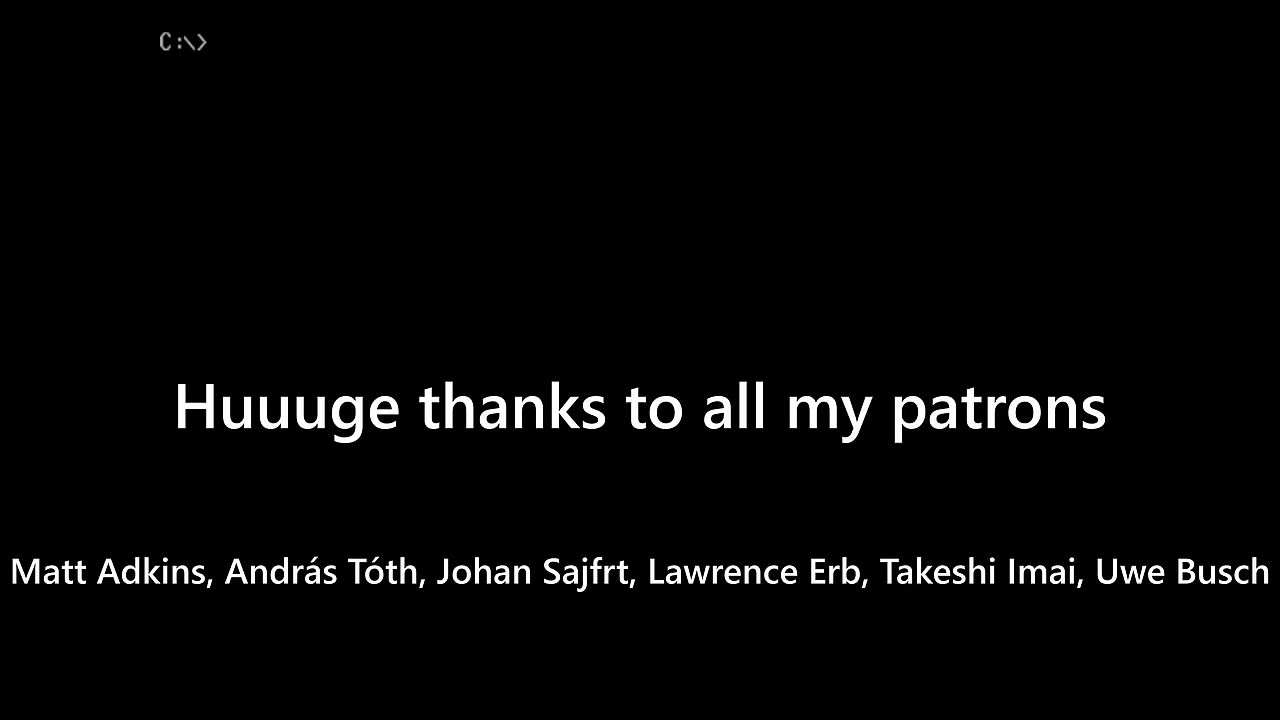 C:\>
Huuuge thanks to all my patrons
Matt Adkins, András Tóth, Johan Sajfrt, Lawrence Erb, Takeshi Imai, Uwe Busch